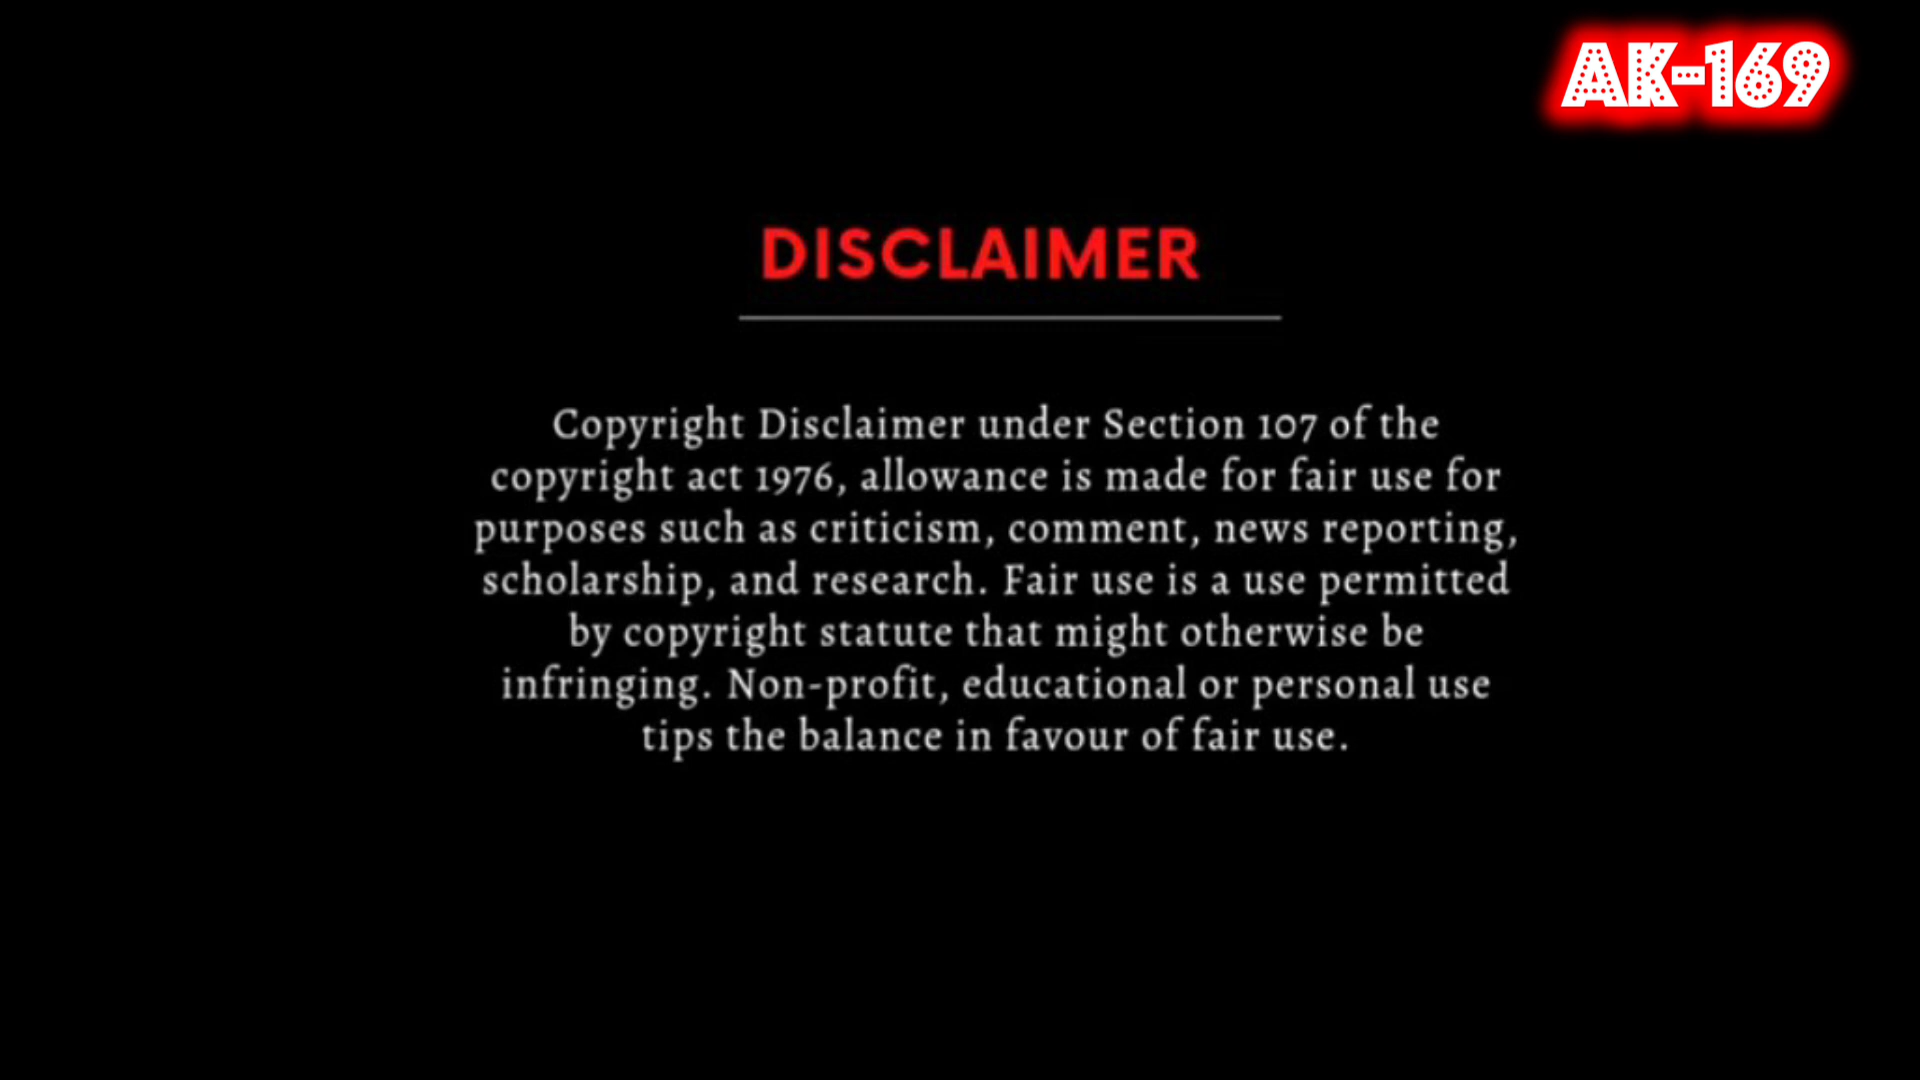 AK-169
DISCLAIMER
Copyright Disclaimer under Section 107 of the
copyright act 1976, allowance is made for fair use for
purposes such as criticism, comment, news reporting,
scholarship, and research. Fair use is a use permitted
by copyright statute that might otherwise be
infringing. Non-profit, educational or personal use
tips the balance in favour of fair use.